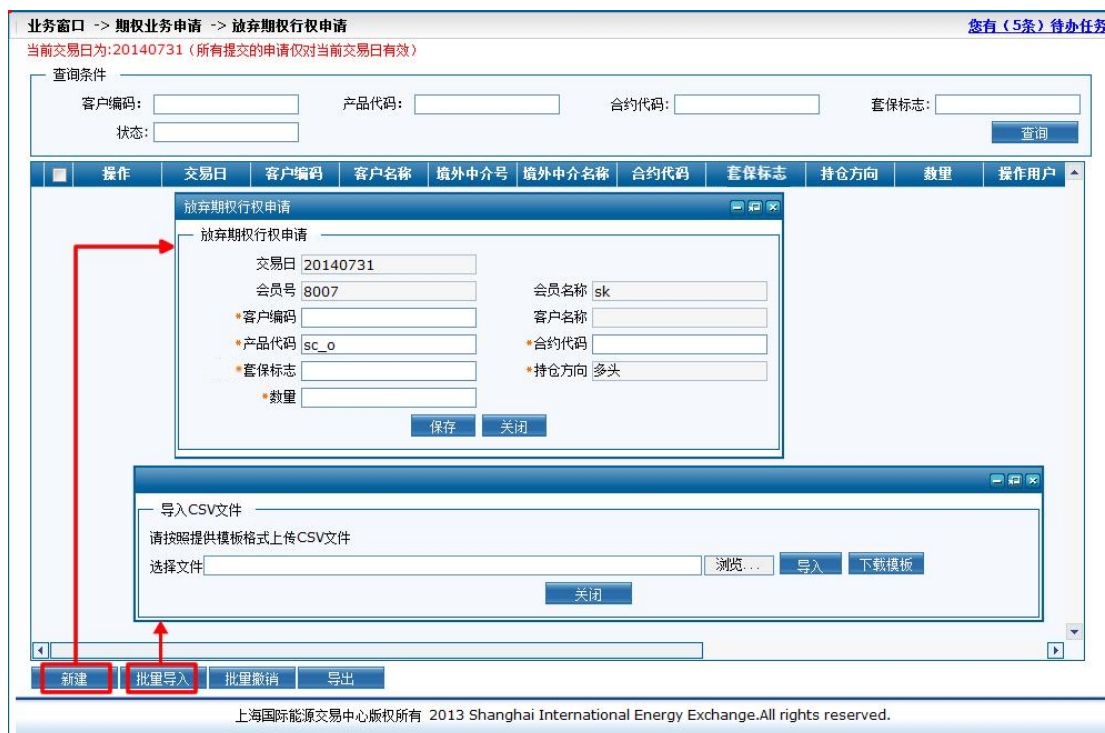 业务窗口 -> 期权业务申请 -> 放弃期权行权申请 您有（5条）待办任务
当前交易日为:20140731（所有提交的申请仅对当前交易日有效）
查询条件
客户编码: 产品代码: 合约代码: 套保标志:
状态: 查询
操作 交易日 客户编码 客户名称 境外中介号 境外中介名称 合约代码 套保标志 持仓方向 数量 操作用户
放弃期权行权申请
放弃期权行权申请
交易日 20140731
会员号 8007 会员名称 sk
*客户编码 客户名称
*产品代码 sc_o *合约代码
*套保标志 *持仓方向 多头
*数量
保存 关闭
导入CSV文件
请按照提供模板格式上传CSV文件
选择文件 浏览... 导入 下载模板
关闭
新建 批量导入 批量撤销 导出
上海国际能源交易中心版权所有 2013 Shanghai International Energy Exchange.All rights reserved.